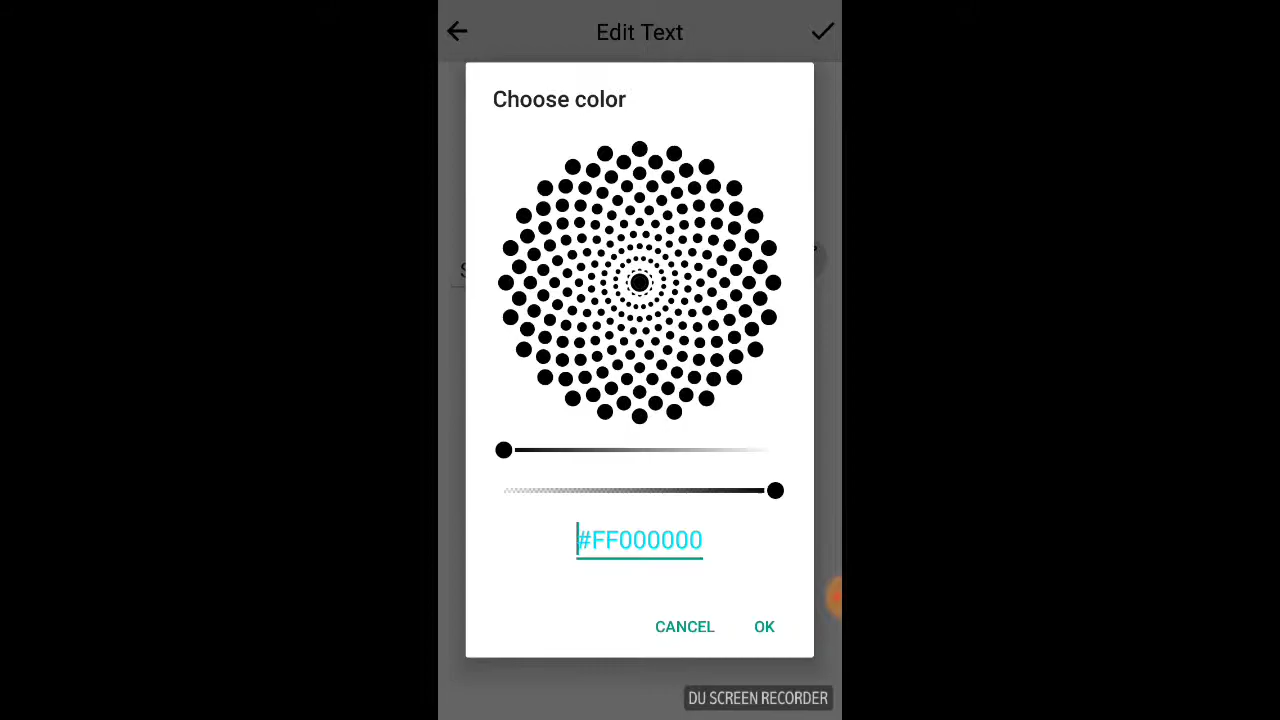 Edit Text
Choose color
#FF000000
CANCEL
OK
DU SCREEN RECORDER